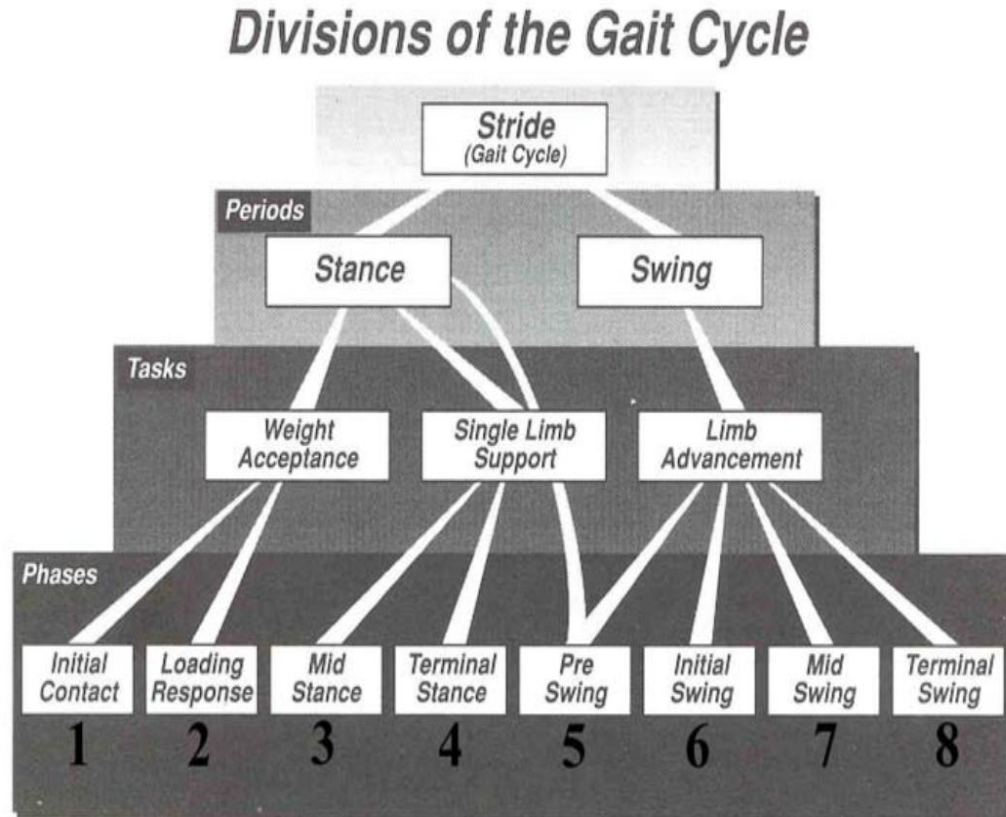 Divisions of the Gait Cycle
Stride
(Gait Cycle)
Periods
Stance
Swing
Tasks
Weight
Acceptance
Single Limb
Support
Limb
Advancement
Phases
Initial
Contact
Loading
Response
Mid
Stance
Terminal
Stance
Pre
Swing
Initial
Swing
Mid
Swing
Terminal
Swing
1 2 3 4 5 6 7 8